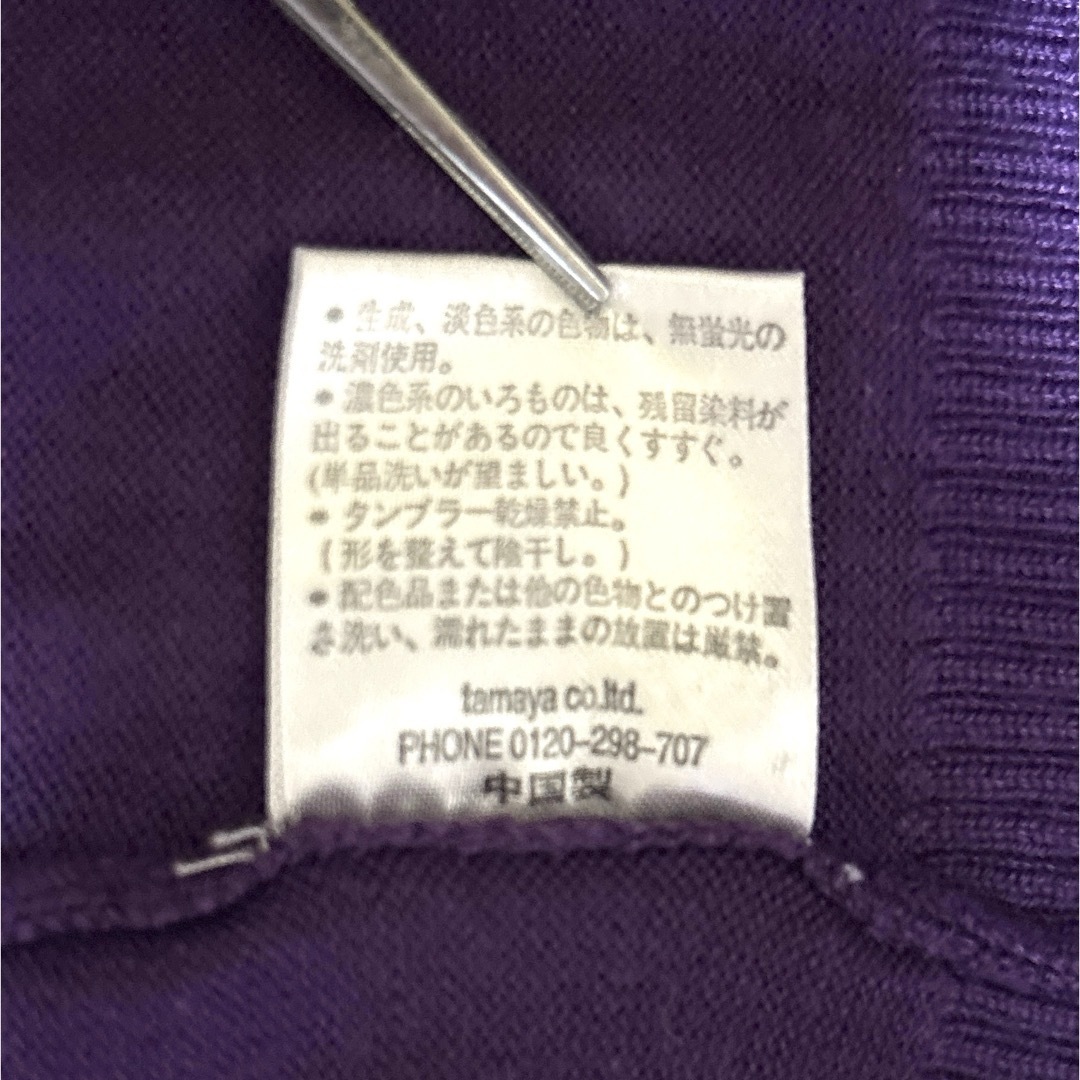 • 生成、淡色系の色物は、無蛍光の
洗剤使用。
• 濃色系のいろものは、残留染料が
出ることがあるので良くすすぐ。
(単品洗いが望ましい。)
• タンブラー乾燥禁止。
(形を整えて陰干し。)
• 配色品または他の色物とのつけ置
き洗い、濡れたままの放置は厳禁。
tamaya co.ltd.
PHONE 0120-298-707
中国製